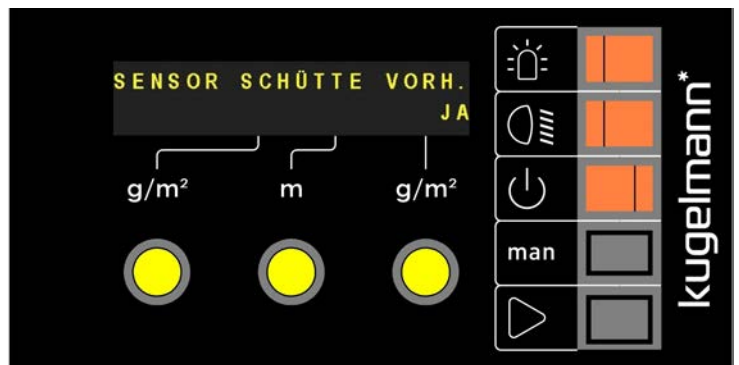 SENSOR SCHÜTTE VORH.
JA
g/m² m g/m²
man
kugelmann*